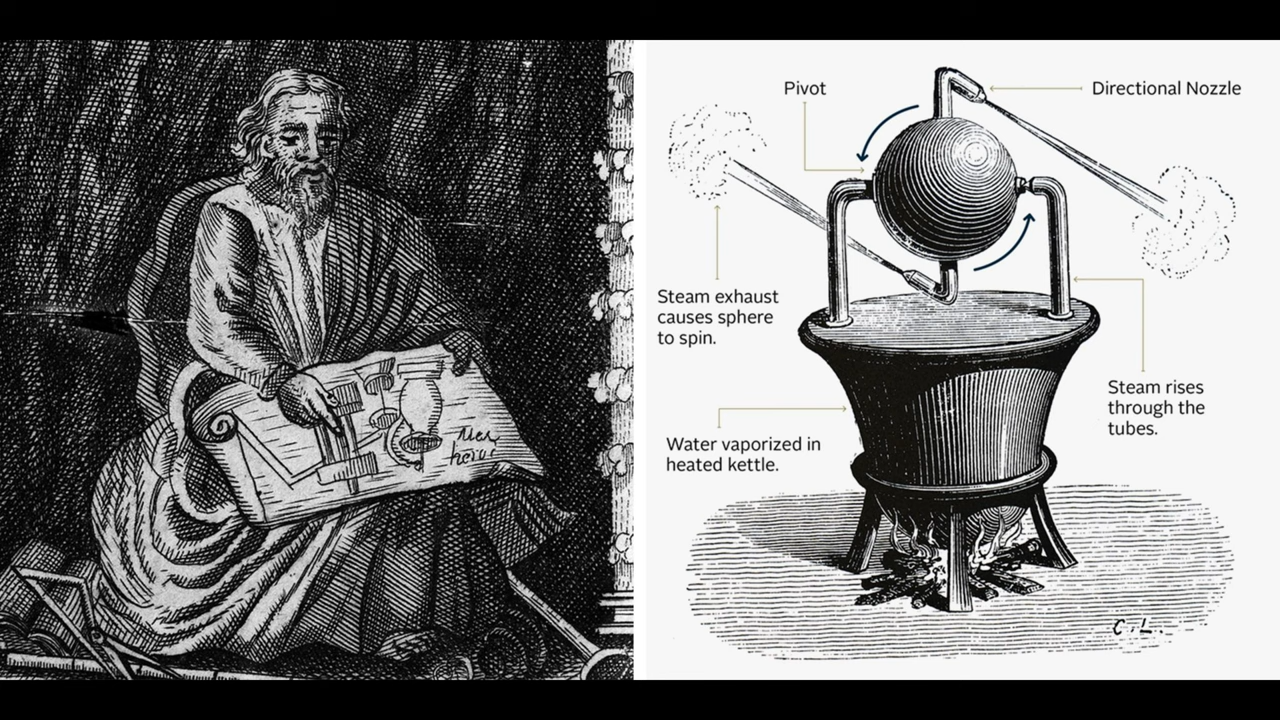 Pivot
Directional Nozzle
Steam exhaust
causes sphere
to spin.
Steam rises
through the
tubes.
Water vaporized in
heated kettle.
C.L.